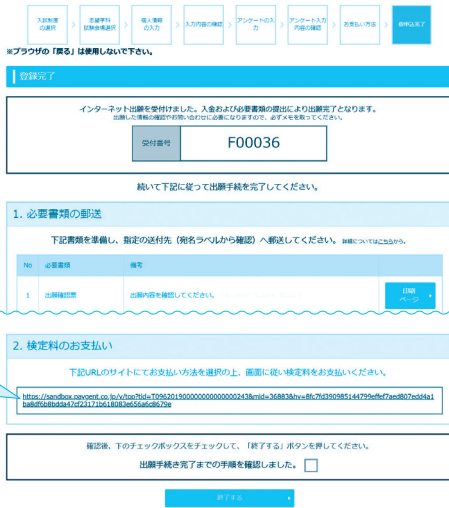 入試制度
の選択
志望学科
試験会場選択
個人情報
の入力
入力内容の確認
アンケートの入
力
アンケート入力
内容の確認
お支払い方法
仮申込完了
※ブラウザの「戻る」は使用しないで下さい。
登録完了
インターネット出願を受付けました。入金および必要書類の提出により出願完了となります。
出願した情報の確認やお問い合わせに必要になりますので、必ずメモを取ってください。
受付番号
F00036
続いて下記に従って出願手続を完了してください。
1. 必要書類の郵送
下記書類を準備し、指定の送付先（宛名ラベルから確認）へ郵送してください。 詳細についてはこちらから。
No 必要書類 備考
1 出願確認票 出願内容を確認してください。
印刷
ページ
2. 検定料のお支払い
下記URLのサイトにてお支払い方法を選択の上、画面に従い検定料をお支払いください。
確認後、下のチェックボックスをチェックして、「終了する」ボタンを押してください。
出願手続き完了までの手順を確認しました。
終了する